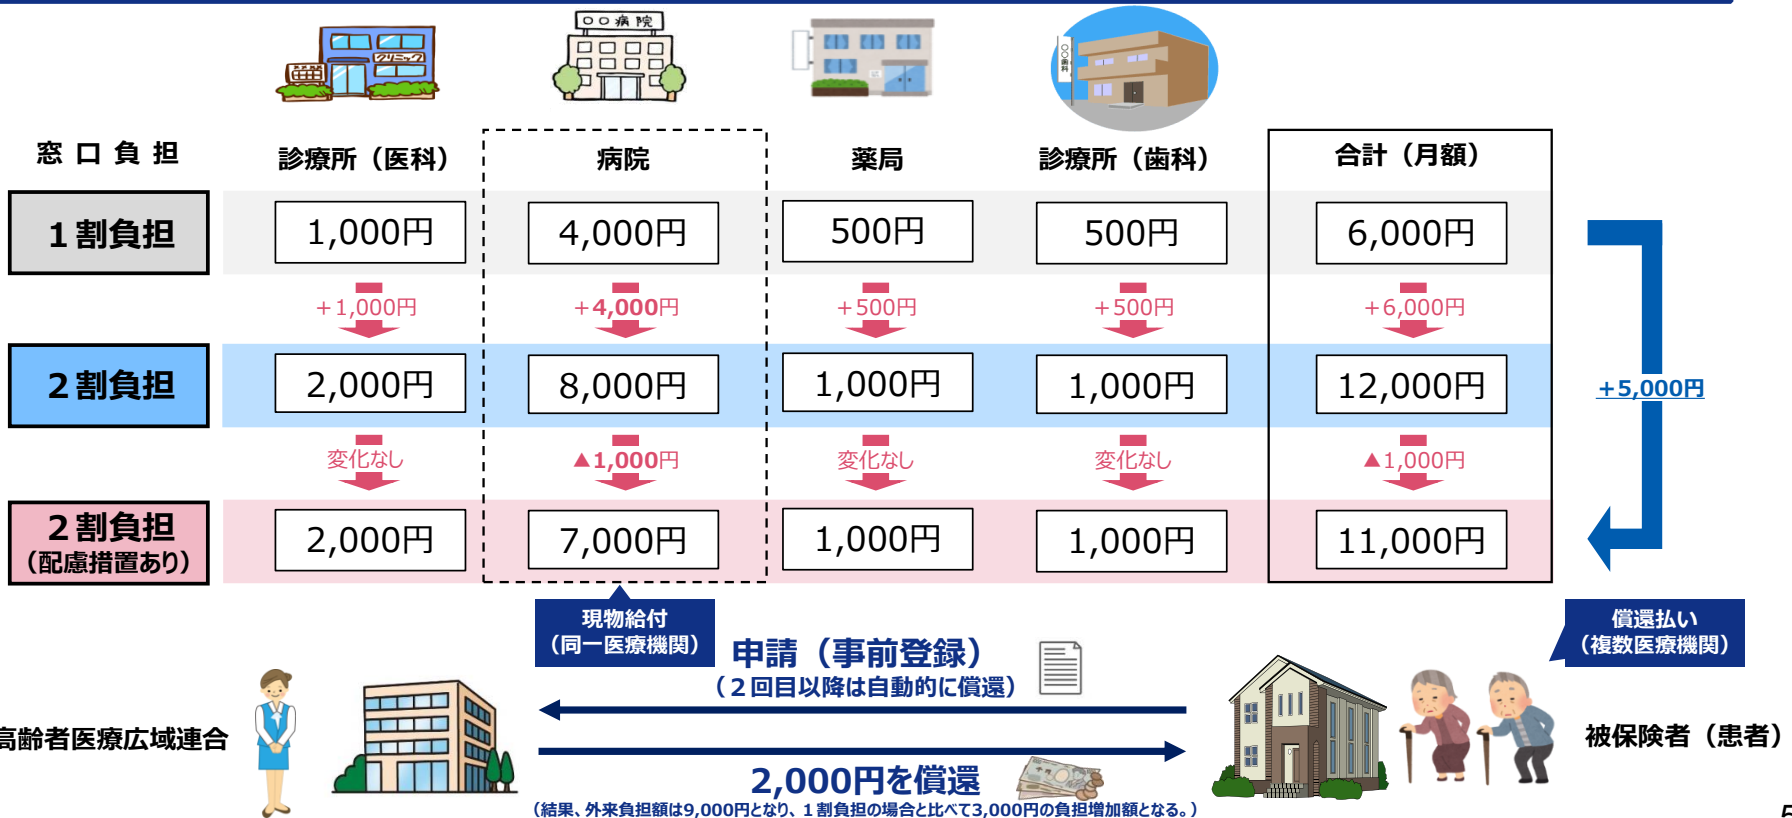 クリニック
〇〇病院
〇〇歯科
窓口負担
診療所（医科）
病院
薬局
診療所（歯科）
合計（月額）
１割負担
1,000円
4,000円
500円
500円
6,000円
+1,000円
+4,000円
+500円
+500円
+6,000円
２割負担
2,000円
8,000円
1,000円
1,000円
12,000円
+5,000円
変化なし
▲1,000円
変化なし
変化なし
▲1,000円
２割負担
（配慮措置あり）
2,000円
7,000円
1,000円
1,000円
11,000円
現物給付
（同一医療機関）
償還払い
（複数医療機関）
申請（事前登録）
（２回目以降は自動的に償還）
高齢者医療広域連合
被保険者（患者）
2,000円を償還
（結果、外来負担額は9,000円となり、１割負担の場合と比べて3,000円の負担増加額となる。）